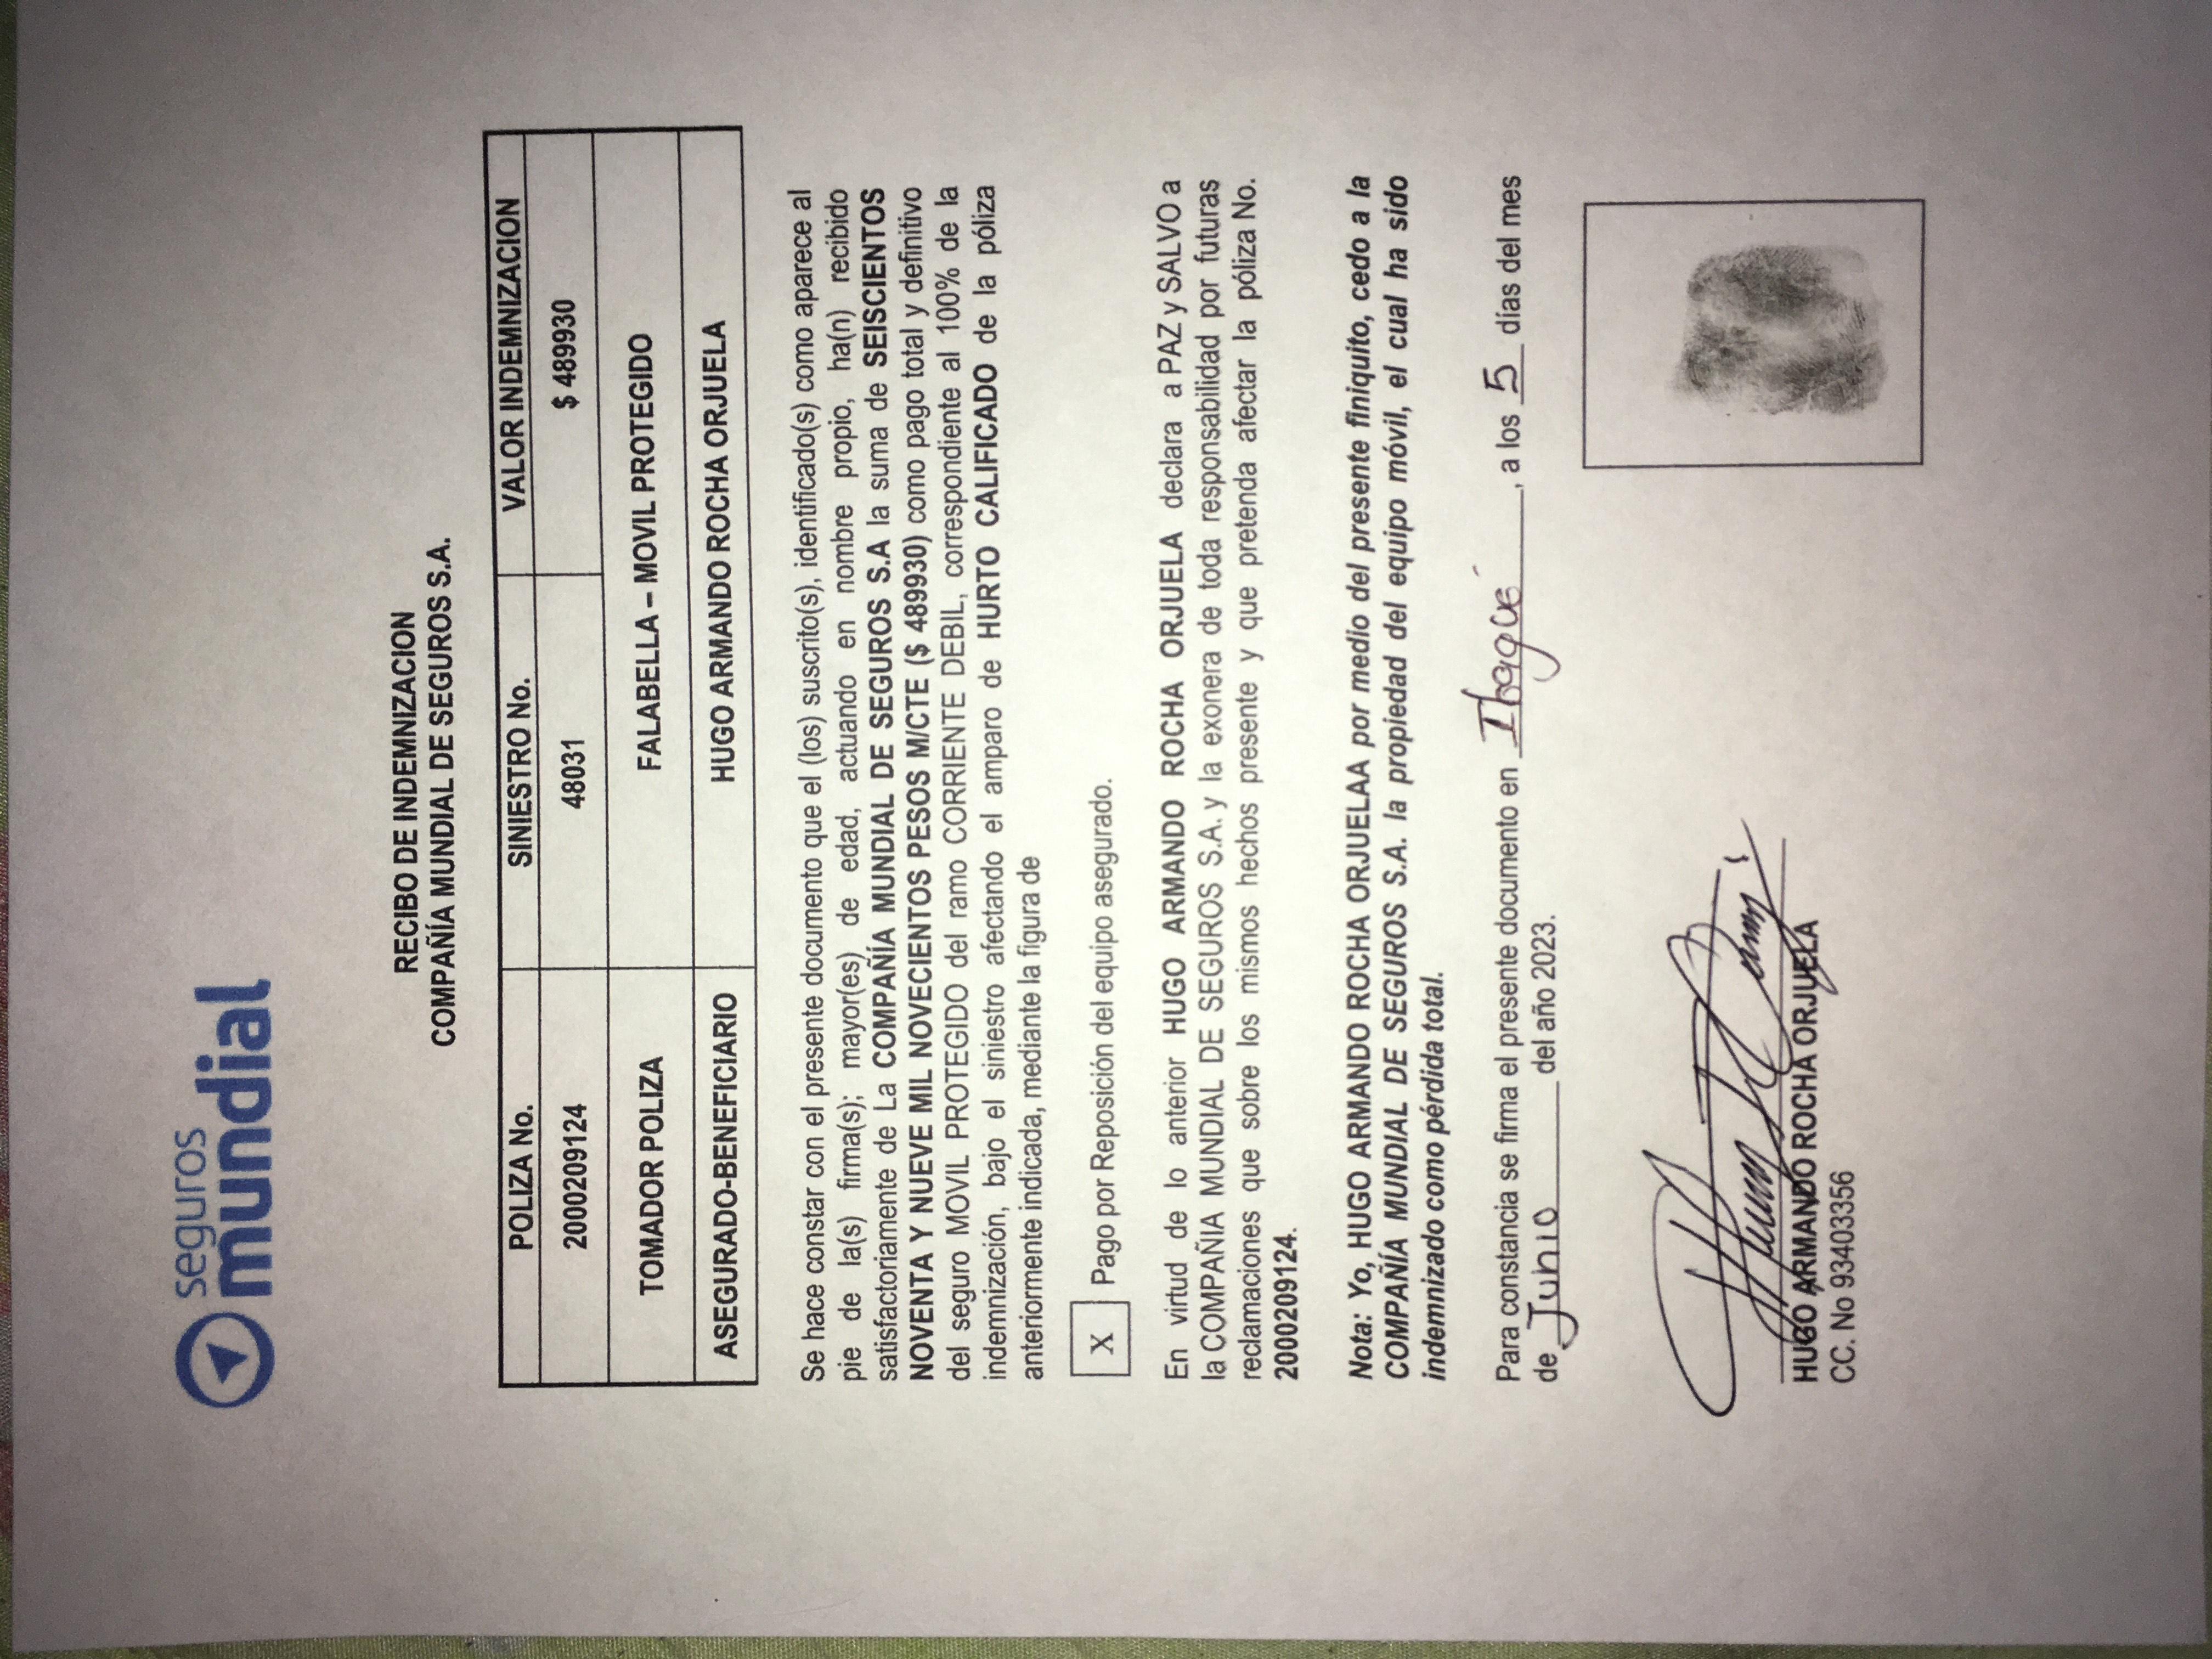 seguros
mundial
RECIBO DE INDEMNIZACION
COMPAÑÍA MUNDIAL DE SEGUROS S.A.
POLIZA No. SINIESTRO No. VALOR INDEMNIZACION
2000209124 48031 $ 489930
TOMADOR POLIZA FALABELLA – MOVIL PROTEGIDO
ASEGURADO-BENEFICIARIO HUGO ARMANDO ROCHA ORJUELA
Se hace constar con el presente documento que el (los) suscrito(s), identificado(s) como aparece al
pie de la(s) firma(s); mayor(es) de edad, actuando en nombre propio, ha(n) recibido
satisfactoriamente de La COMPAÑÍA MUNDIAL DE SEGUROS S.A la suma de SEISCIENTOS
NOVENTA Y NUEVE MIL NOVECIENTOS PESOS M/CTE ($ 489930) como pago total y definitivo
del seguro MOVIL PROTEGIDO del ramo CORRIENTE DEBIL, correspondiente al 100% de la
indemnización, bajo el siniestro afectando el amparo de HURTO CALIFICADO de la póliza
anteriormente indicada, mediante la figura de
X Pago por Reposición del equipo asegurado.
En virtud de lo anterior HUGO ARMANDO ROCHA ORJUELA declara a PAZ y SALVO a
la COMPAÑIA MUNDIAL DE SEGUROS S.A. y la exonera de toda responsabilidad por futuras
reclamaciones que sobre los mismos hechos presente y que pretenda afectar la póliza No.
2000209124.
Nota: Yo, HUGO ARMANDO ROCHA ORJUELAA por medio del presente finiquito, cedo a la
COMPAÑÍA MUNDIAL DE SEGUROS S.A. la propiedad del equipo móvil, el cual ha sido
indemnizado como pérdida total.
Para constancia se firma el presente documento en Ibagué, a los 5 días del mes
de Junio del año 2023.
HUGO ARMANDO ROCHA ORJUELA
CC. No 93403356